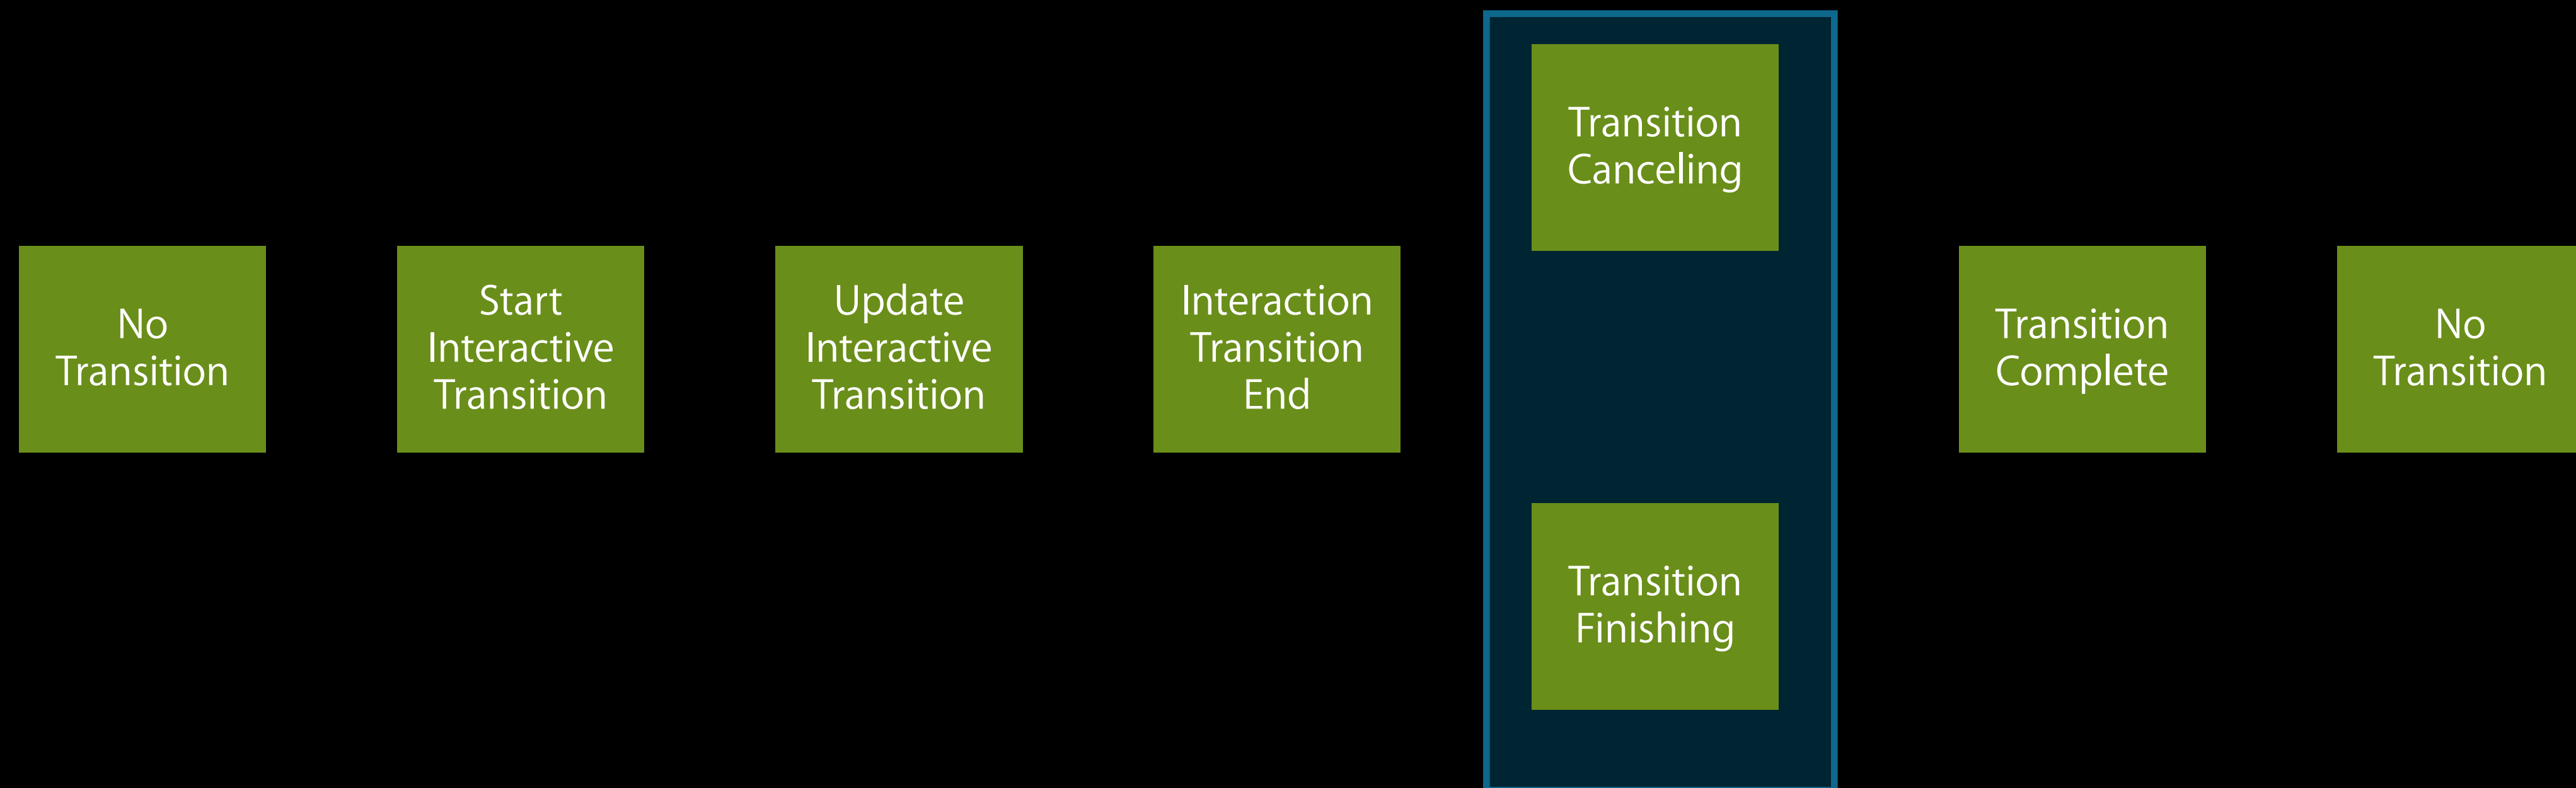 No
Transition
Start
Interactive
Transition
Update
Interactive
Transition
Interaction
Transition
End
Transition
Canceling
Transition
Finishing
Transition
Complete
No
Transition